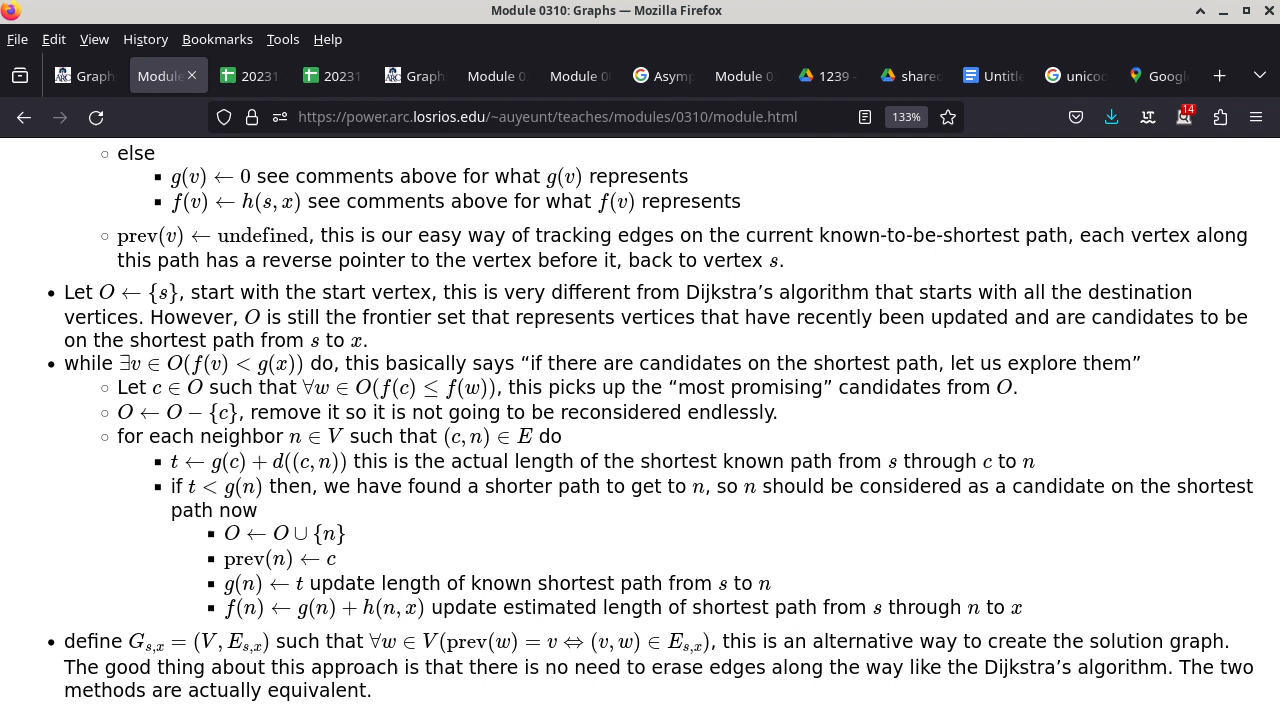 Module 0310: Graphs — Mozilla Firefox
File Edit View History Bookmarks Tools Help
Graph Module 20231 20231 Graph Module 0 Module 0 Asymp Module 0 1239 - shared Untitle unico Google
https://power.arc.losrios.edu/~auyeunt/teaches/modules/0310/module.html 133% 14
else
g(v) ← 0 see comments above for what g(v) represents
f(v) ← h(s, x) see comments above for what f(v) represents
prev(v) ← undefined, this is our easy way of tracking edges on the current known-to-be-shortest path, each vertex along
this path has a reverse pointer to the vertex before it, back to vertex s.
Let O ← {s}, start with the start vertex, this is very different from Dijkstra’s algorithm that starts with all the destination
vertices. However, O is still the frontier set that represents vertices that have recently been updated and are candidates to be
on the shortest path from s to x.
while ∃v ∈ O(f(v) < g(x)) do, this basically says “if there are candidates on the shortest path, let us explore them”
Let c ∈ O such that ∀w ∈ O(f(c) ≤ f(w)), this picks up the “most promising” candidates from O.
O ← O − {c}, remove it so it is not going to be reconsidered endlessly.
for each neighbor n ∈ V such that (c, n) ∈ E do
t ← g(c) + d((c, n)) this is the actual length of the shortest known path from s through c to n
if t < g(n) then, we have found a shorter path to get to n, so n should be considered as a candidate on the shortest
path now
O ← O ∪ {n}
prev(n) ← c
g(n) ← t update length of known shortest path from s to n
f(n) ← g(n) + h(n, x) update estimated length of shortest path from s through n to x
define G_{s,x} = (V, E_{s,x}) such that ∀w ∈ V(prev(w) = v ⇔ (v, w) ∈ E_{s,x}), this is an alternative way to create the solution graph.
The good thing about this approach is that there is no need to erase edges along the way like the Dijkstra’s algorithm. The two
methods are actually equivalent.